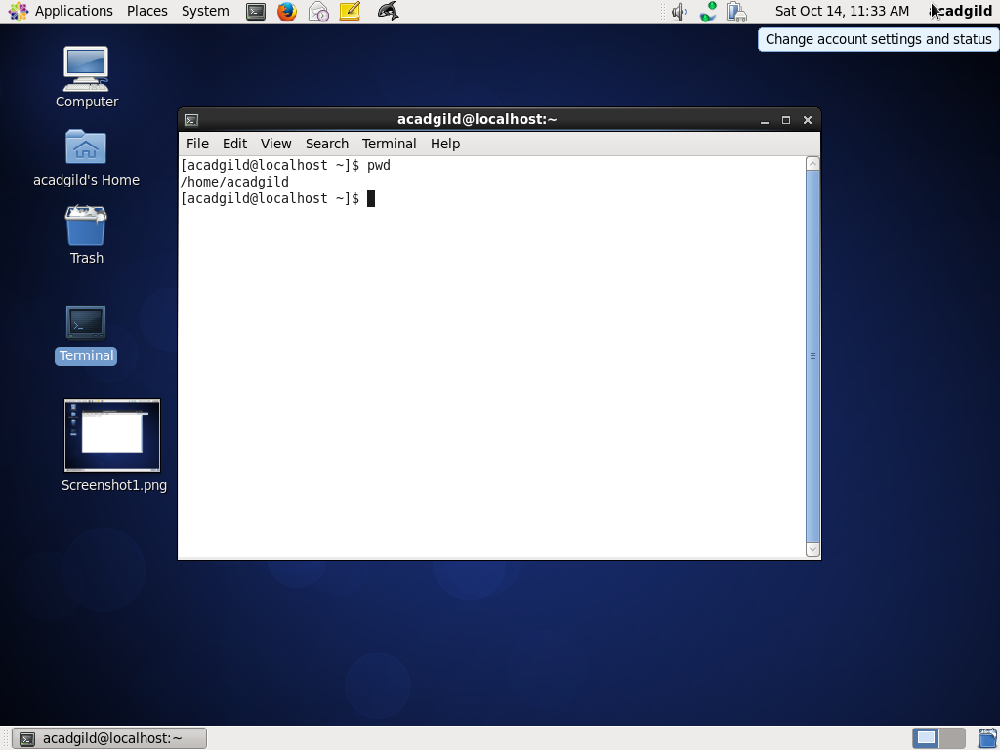 Applications Places System Sat Oct 14, 11:33 AM acadgild
Change account settings and status
Computer
acadgild's Home
Trash
Terminal
Screenshot1.png
acadgild@localhost:~
File Edit View Search Terminal Help
[acadgild@localhost ~]$ pwd
/home/acadgild
[acadgild@localhost ~]$
acadgild@localhost:~